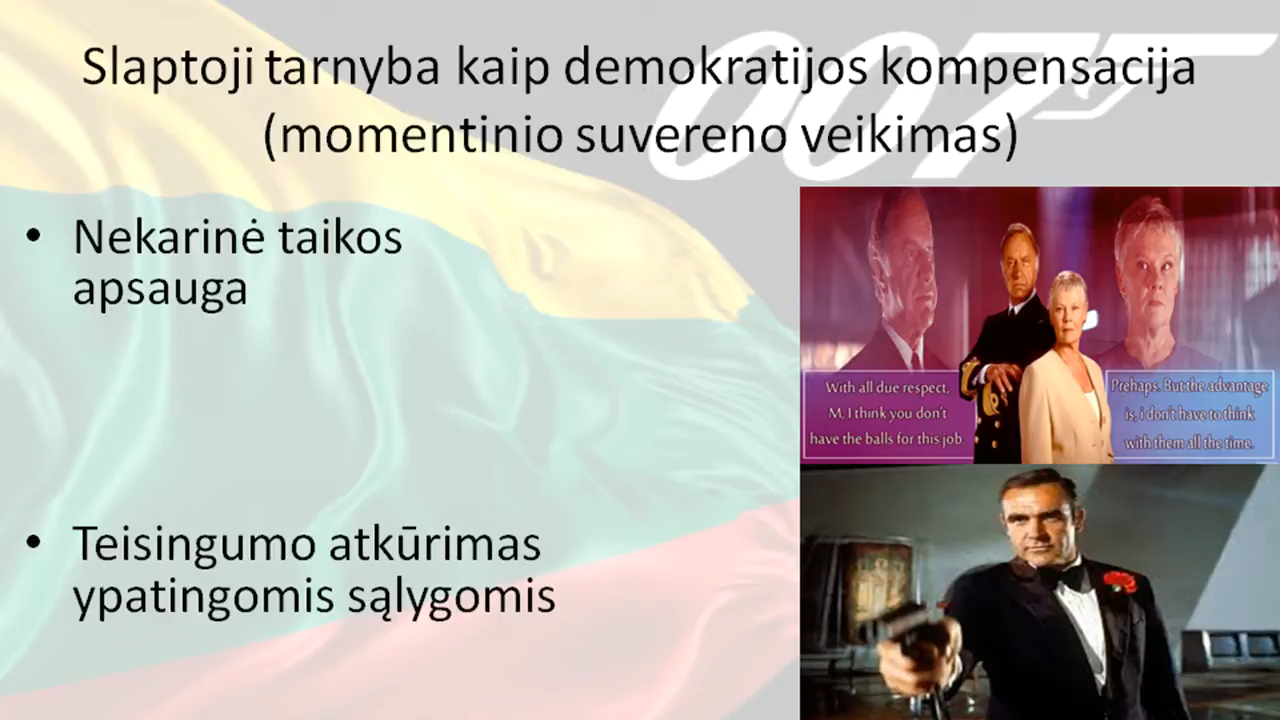 Slaptoji tarnyba kaip demokratijos kompensacija
(momentinio suvereno veikimas)
007
• Nekarinė taikos
apsauga
With all due respect,
M, I think you don't
have the balls for this job.
Prehaps. But the advantage
is, i don't have to think
with them all the time.
• Teisingumo atkūrimas
ypatingomis sąlygomis